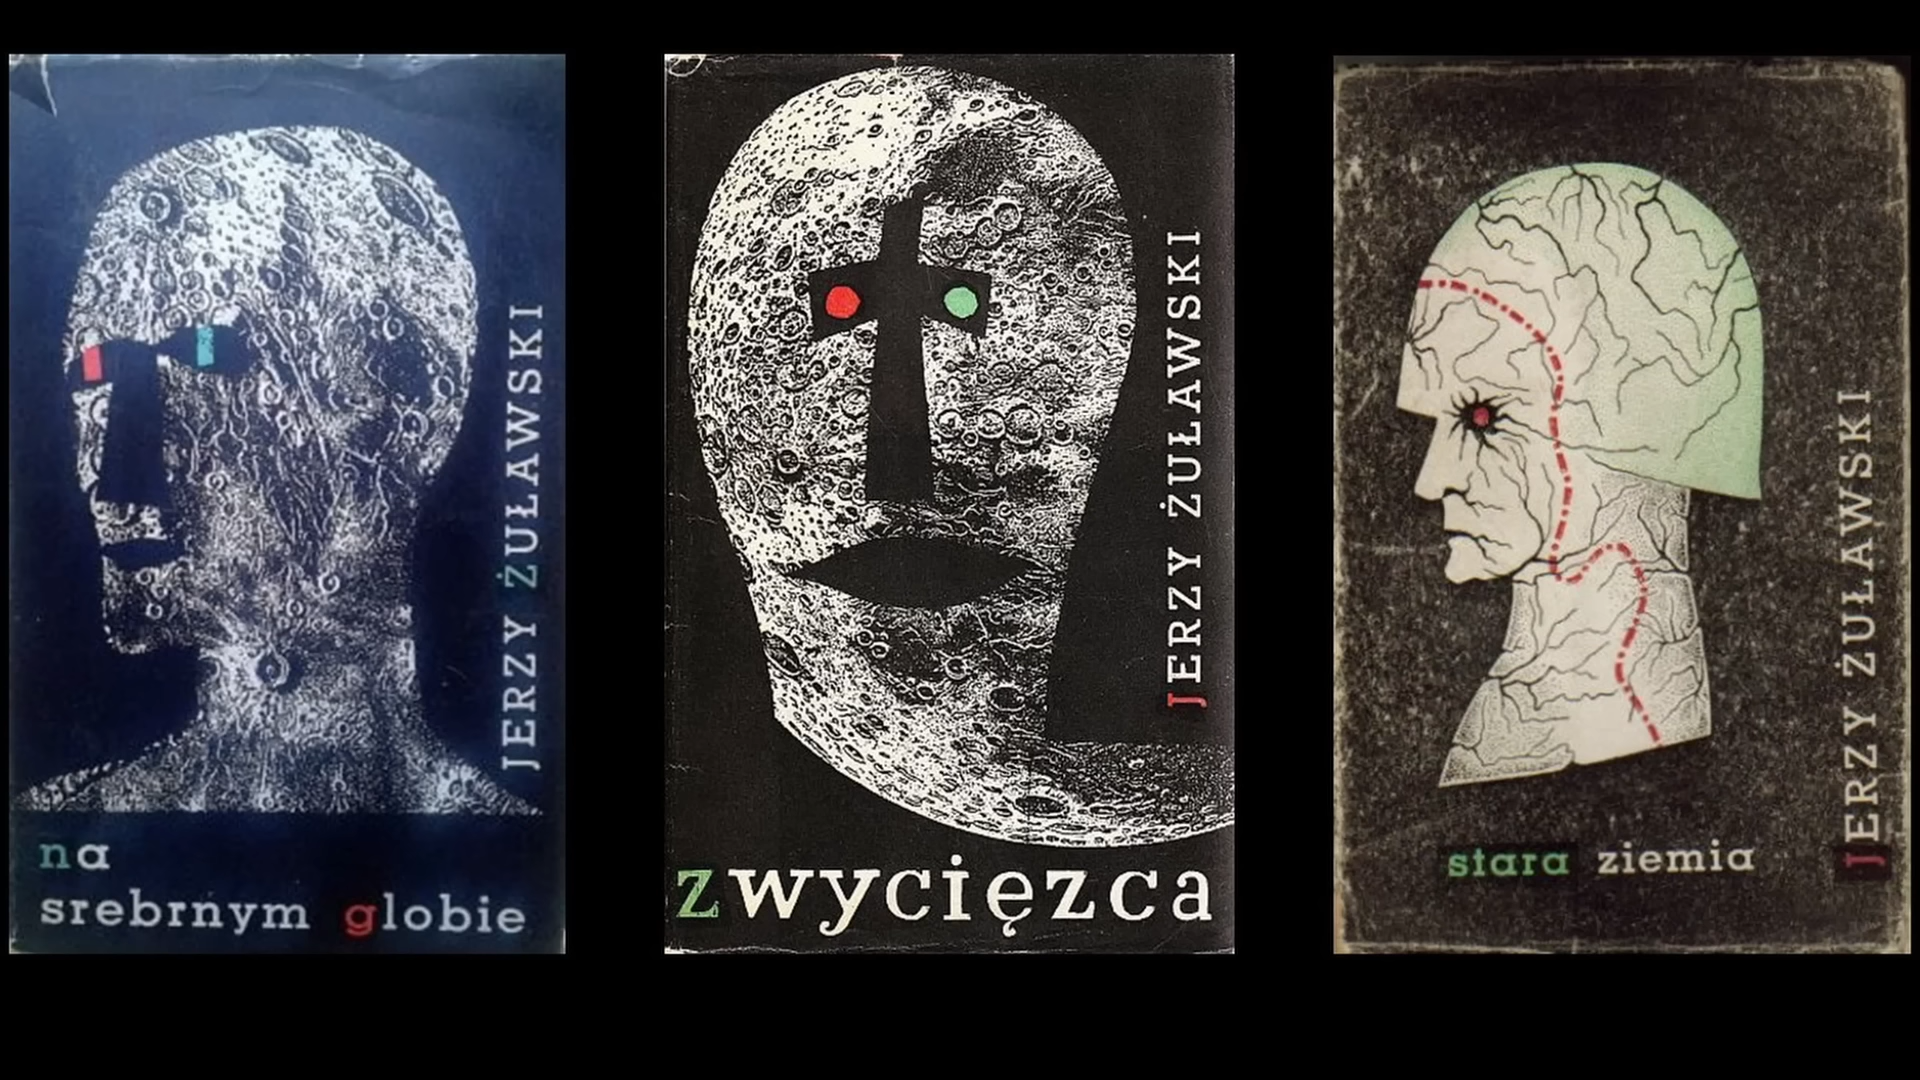 JERZY ŻUŁAWSKI
na
srebrnym globie
JERZY ŻUŁAWSKI
zwycięzca
JERZY ŻUŁAWSKI
stara ziemia